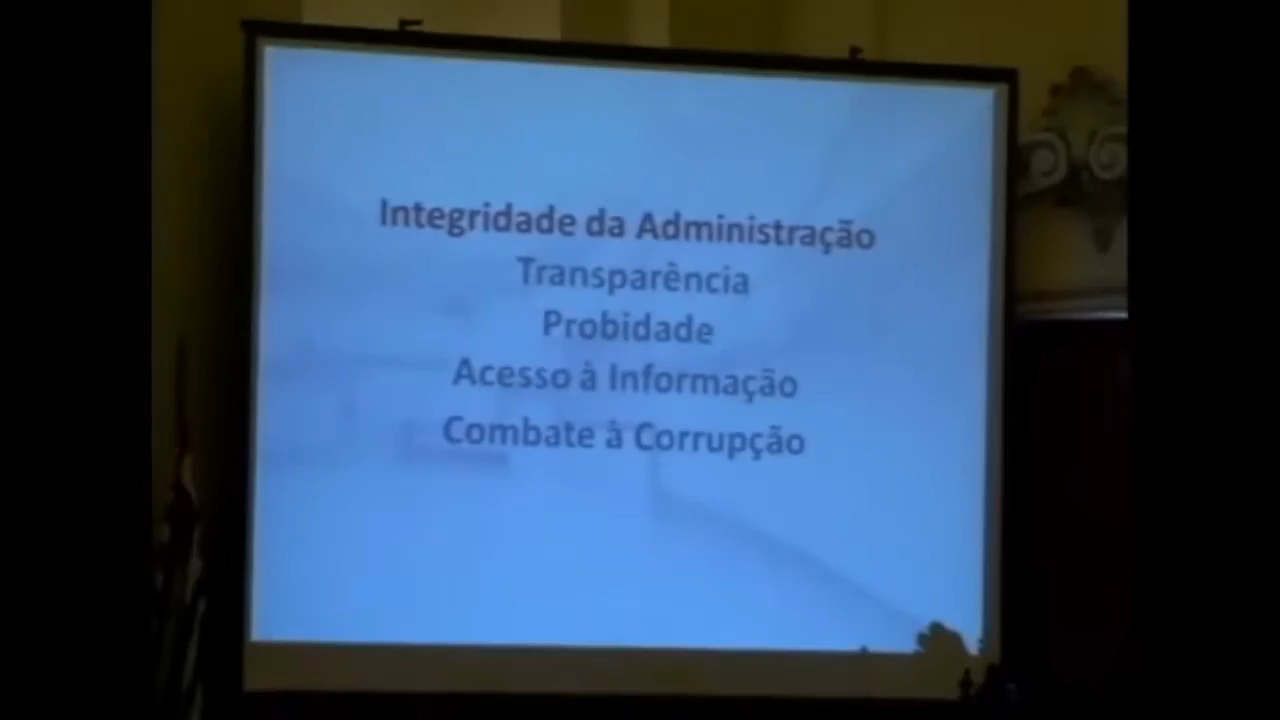 Integridade da Administração
Transparência
Probidade
Acesso à Informação
Combate à Corrupção